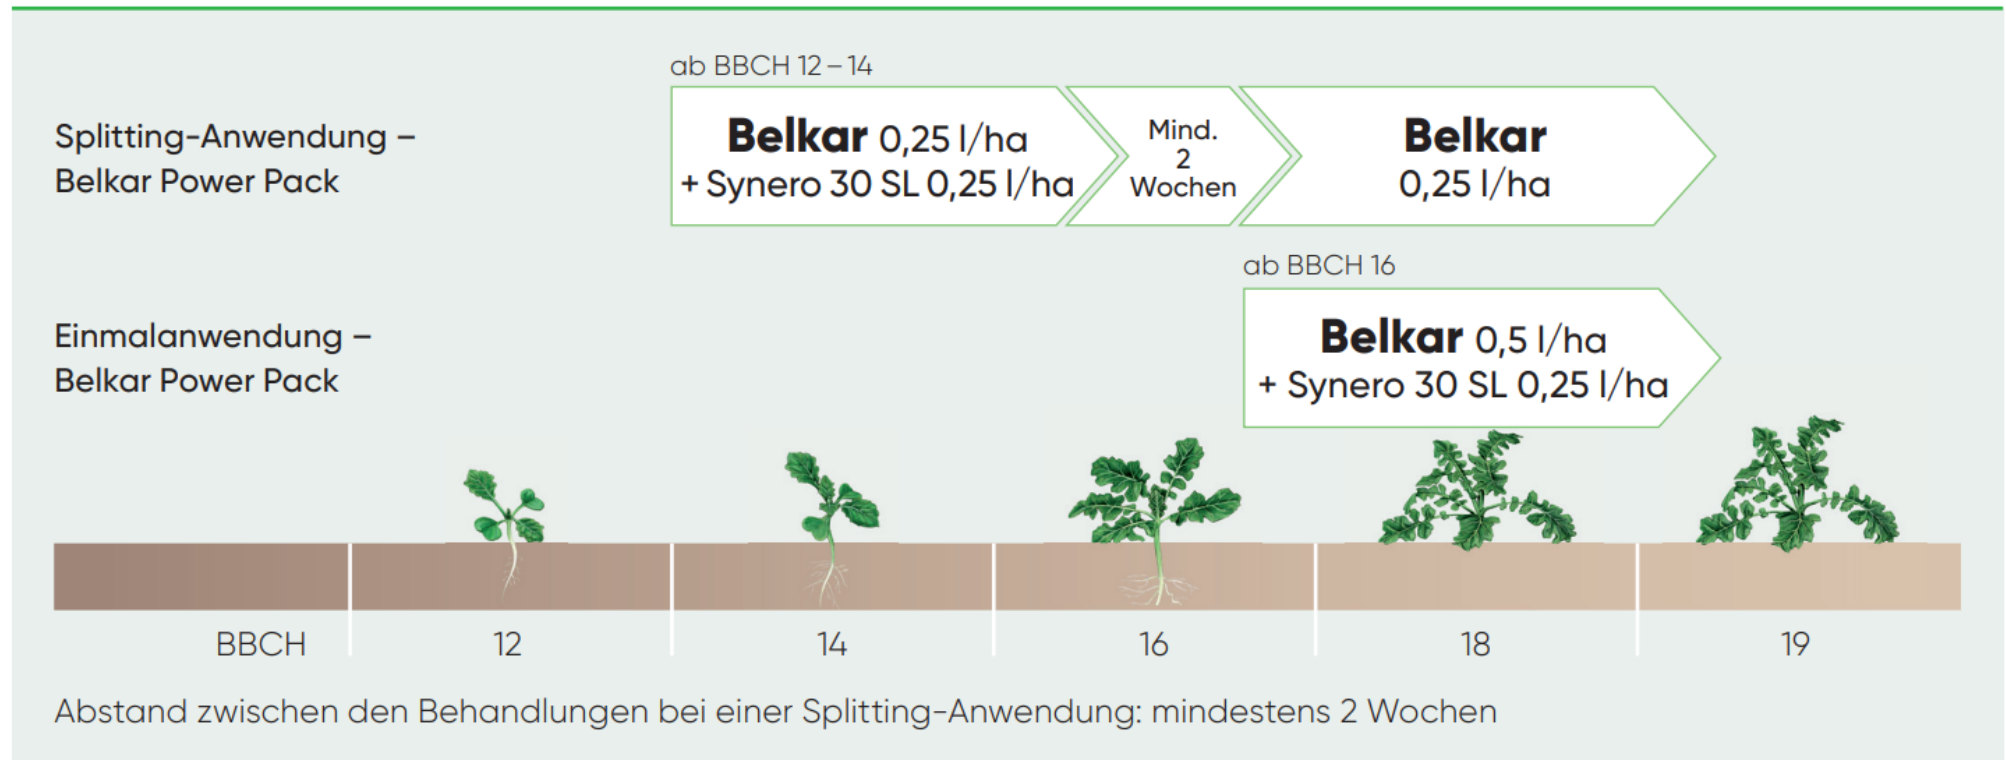 ab BBCH 12 – 14
Splitting-Anwendung –
Belkar Power Pack
Belkar 0,25 l/ha
+ Synero 30 SL 0,25 l/ha
Mind.
2
Wochen
Belkar
0,25 l/ha
ab BBCH 16
Einmalanwendung –
Belkar Power Pack
Belkar 0,5 l/ha
+ Synero 30 SL 0,25 l/ha
BBCH 12 14 16 18 19
Abstand zwischen den Behandlungen bei einer Splitting-Anwendung: mindestens 2 Wochen